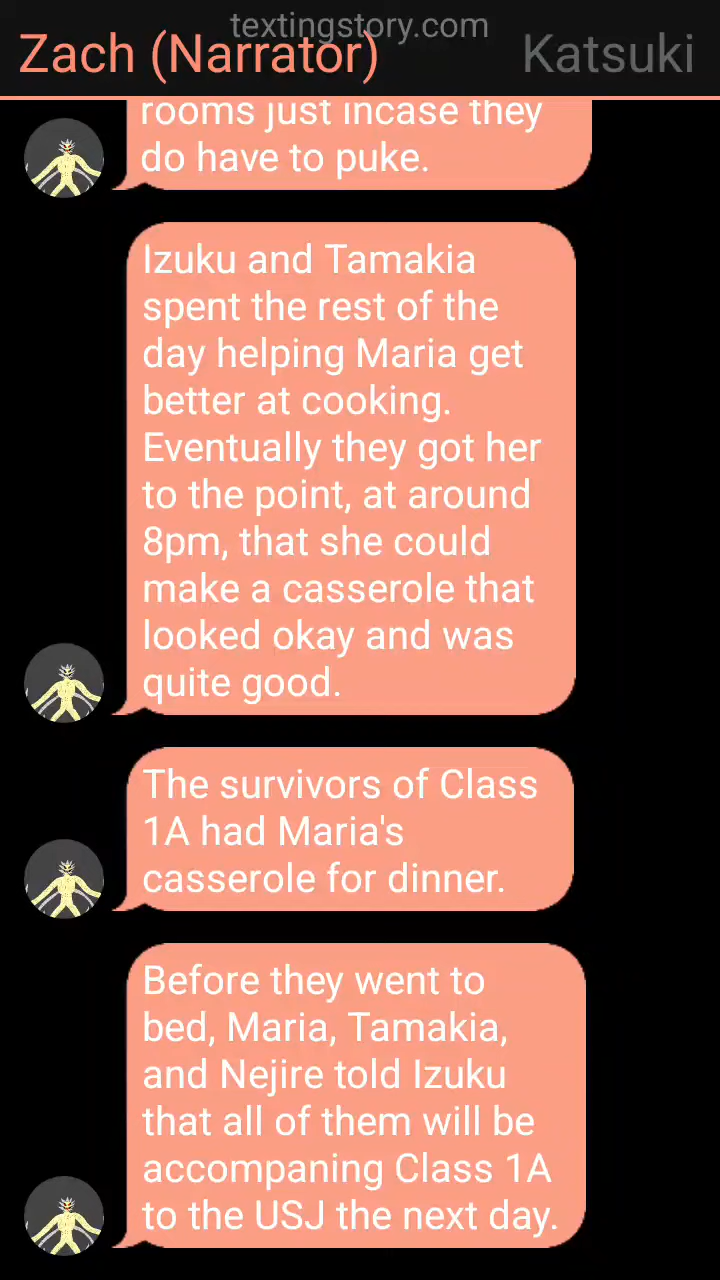 textingstory.com
Zach (Narrator)
Katsuki
rooms just incase they
do have to puke.
Izuku and Tamakia
spent the rest of the
day helping Maria get
better at cooking.
Eventually they got her
to the point, at around
8pm, that she could
make a casserole that
looked okay and was
quite good.
The survivors of Class
1A had Maria's
casserole for dinner.
Before they went to
bed, Maria, Tamakia,
and Nejire told Izuku
that all of them will be
accompaning Class 1A
to the USJ the next day.